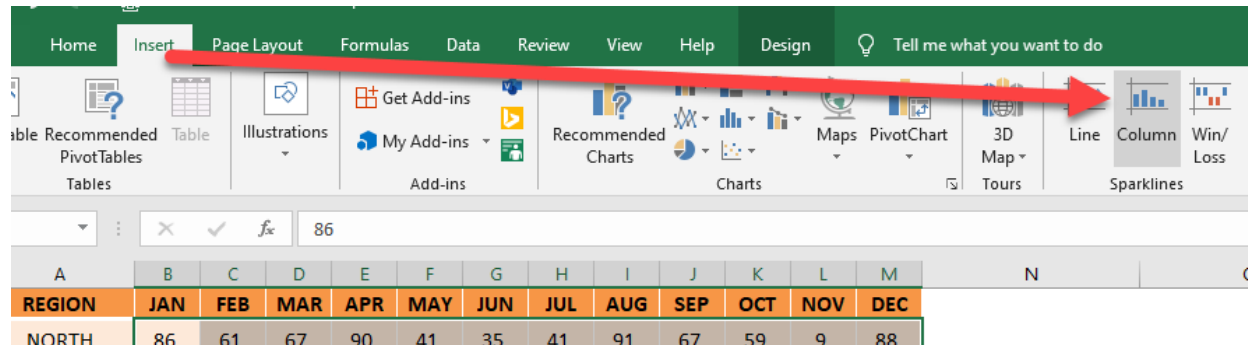 Home Insert Page Layout Formulas Data Review View Help Design Tell me what you want to do
Get Add-ins
My Add-ins
Recommended PivotTables
Table
Illustrations
Recommended Charts
Maps
PivotChart
3D Map
Line
Column
Win/Loss
Tables
Add-ins
Charts
Tours
Sparklines
fx 86
A B C D E F G H I J K L M N
REGION JAN FEB MAR APR MAY JUN JUL AUG SEP OCT NOV DEC
NORTH 86 61 67 90 41 35 41 91 67 59 9 88